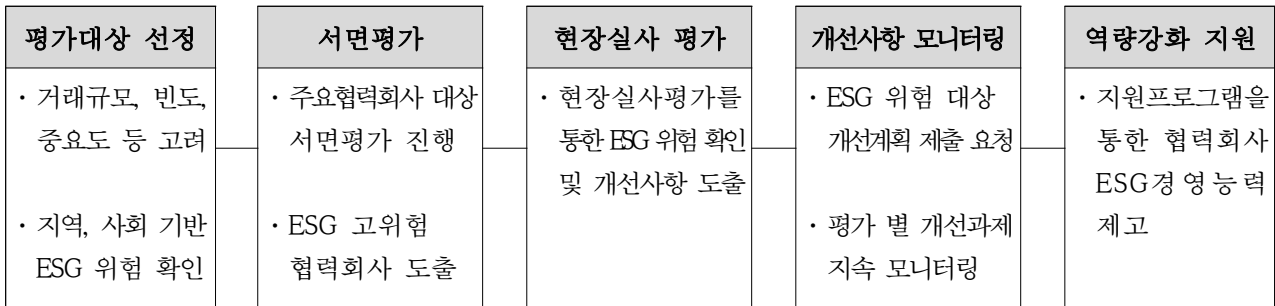 평가대상 선정
· 거래규모, 빈도,
중요도 등 고려
· 지역, 사회 기반
ESG 위험 확인
서면평가
· 주요협력회사 대상
서면평가 진행
· ESG 고위험
협력회사 도출
현장실사 평가
· 현장실사평가를
통한 ESG 위험 확인
및 개선사항 도출
개선사항 모니터링
· ESG 위험 대상
개선계획 제출 요청
· 평가 별 개선과제
지속 모니터링
역량강화 지원
· 지원프로그램을
통한 협력회사
ESG경영능력
제고